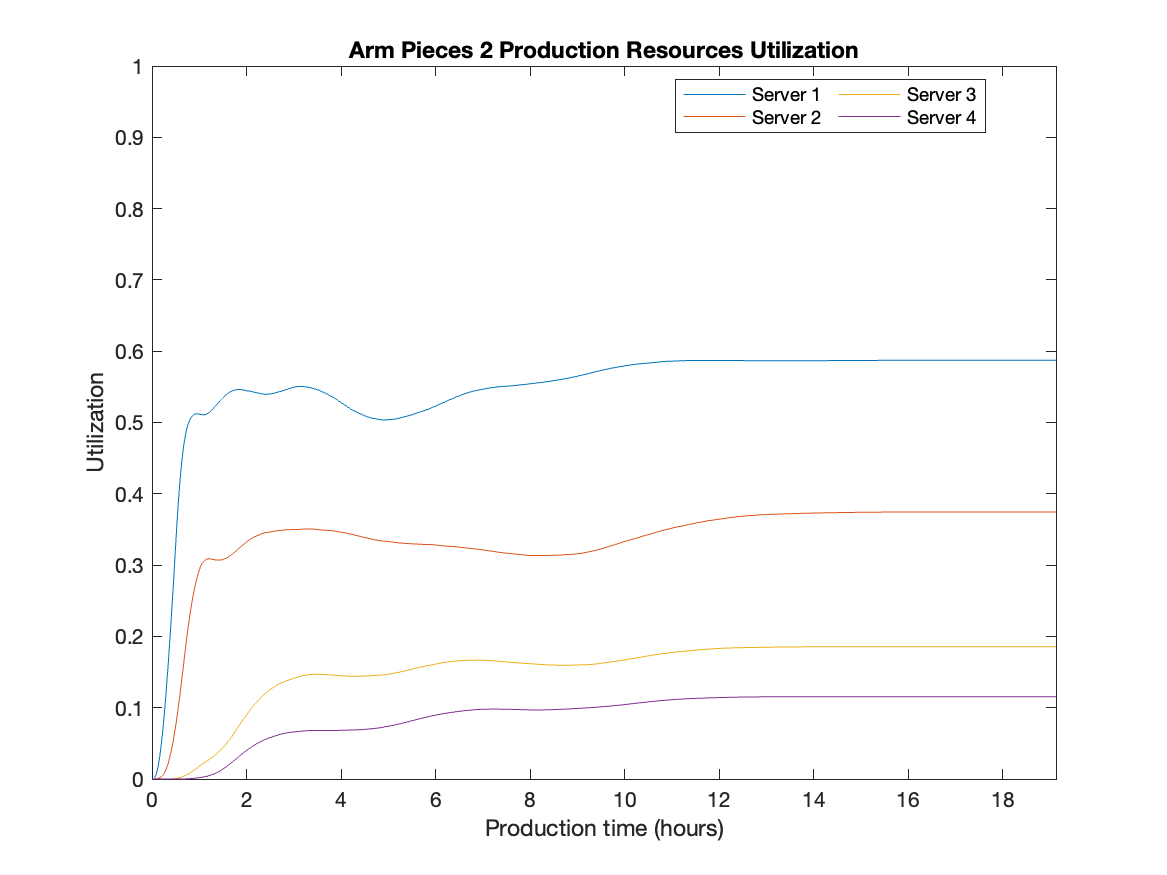 Arm Pieces 2 Production Resources Utilization
Server 1 Server 3
Server 2 Server 4
1
0.9
0.8
0.7
0.6
0.5
0.4
0.3
0.2
0.1
0
Utilization
0 2 4 6 8 10 12 14 16 18
Production time (hours)